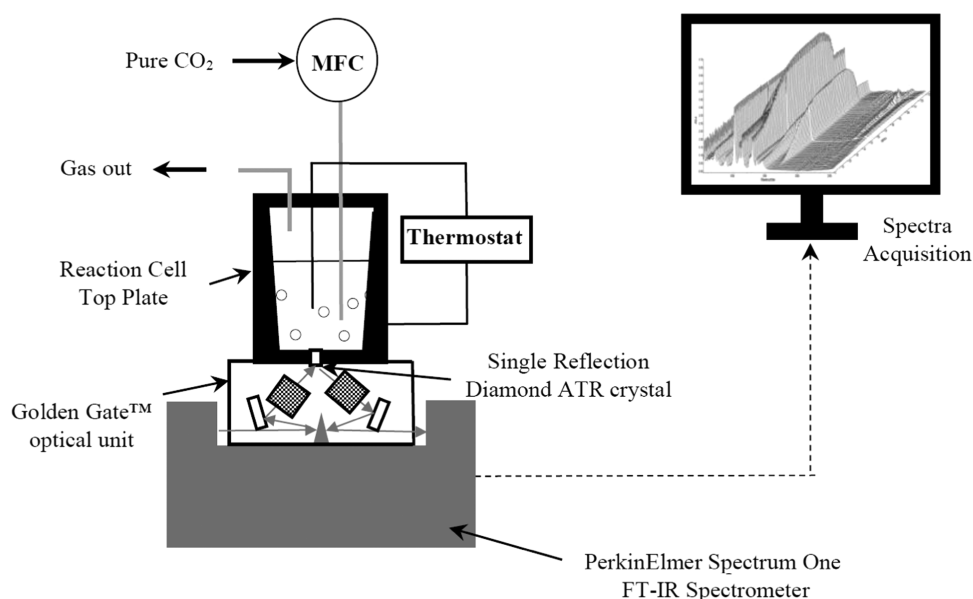 Pure CO₂
MFC
Gas out
Thermostat
Reaction Cell
Top Plate
Spectra
Acquisition
Single Reflection
Diamond ATR crystal
Golden Gate™
optical unit
PerkinElmer Spectrum One
FT-IR Spectrometer